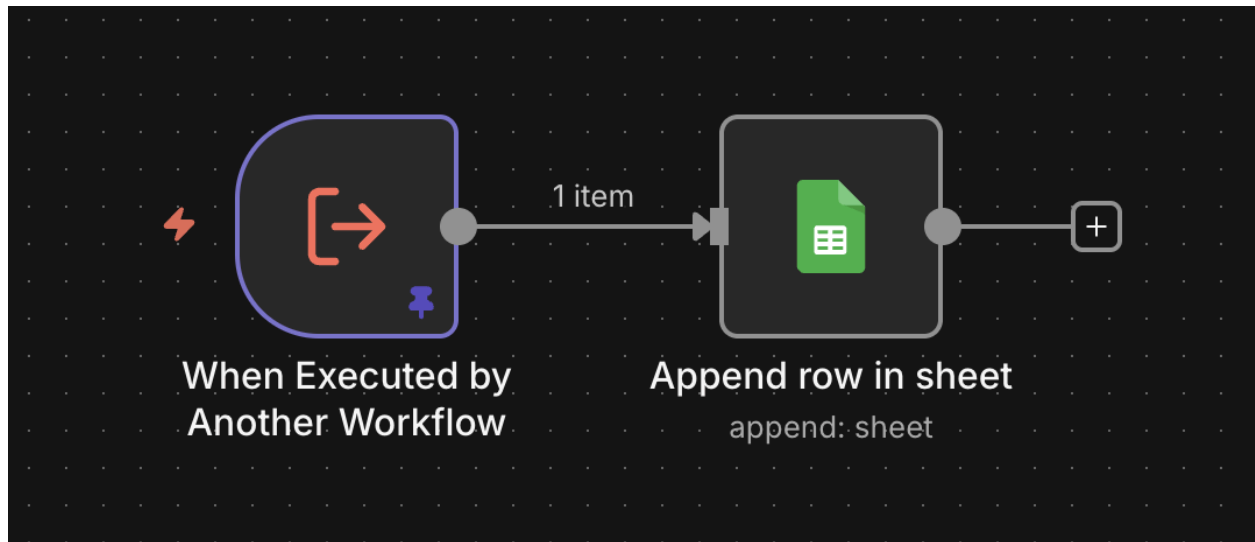 1 item
When Executed by
Another Workflow
Append row in sheet
append: sheet